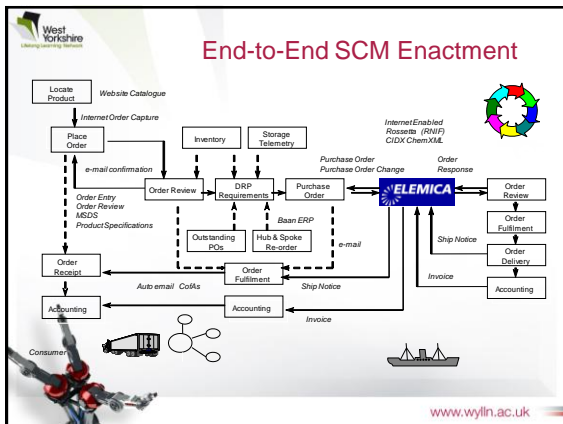 West
Yorkshire
Lifelong Learning Network
End-to-End SCM Enactment
Locate
Product
Website Catalogue
Internet Order Capture
Place
Order
Inventory
Storage
Telemetry
Internet Enabled
Rossetta (RNIF)
CIDX ChemXML
e-mail confirmation
Purchase Order
Purchase Order Change
Order
Response
Order Review
DRP
Requirements
Purchase
Order
ELEMICA
Order
Review
Order Entry
Order Review
MSDS
Product Specifications
Baan ERP
Outstanding
POs
Hub & Spoke
Re-order
e-mail
Order
Fulfilment
Ship Notice
Order
Delivery
Order
Receipt
Order
Fulfilment
Auto email CofAs
Ship Notice
Invoice
Accounting
Accounting
Accounting
Invoice
Consumer
www.wylln.ac.uk